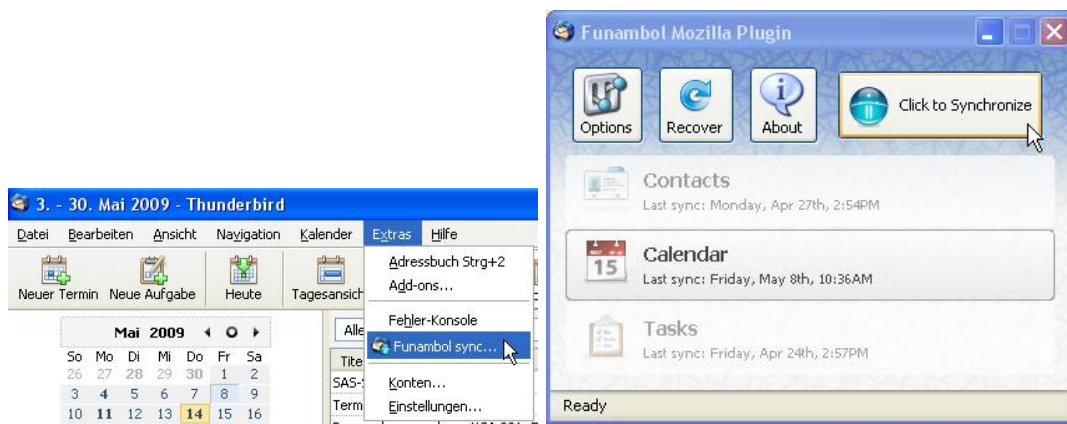 3. - 30. Mai 2009 - Thunderbird
Datei Bearbeiten Ansicht Navigation Kalender Extras Hilfe
Neuer Termin Neue Aufgabe Heute Tagesansich
Adressbuch Strg+2
Add-ons...
Fehler-Konsole
Funambol sync...
Konten...
Einstellungen...
Mai 2009
So Mo Di Mi Do Fr Sa
26 27 28 29 30 1 2
3 4 5 6 7 8 9
10 11 12 13 14 15 16
Alle
Tite
SAS-
Term
Funambol Mozilla Plugin
Options Recover About Click to Synchronize
Contacts
Last sync: Monday, Apr 27th, 2:54PM
15
Calendar
Last sync: Friday, May 8th, 10:36AM
Tasks
Last sync: Friday, Apr 24th, 2:57PM
Ready